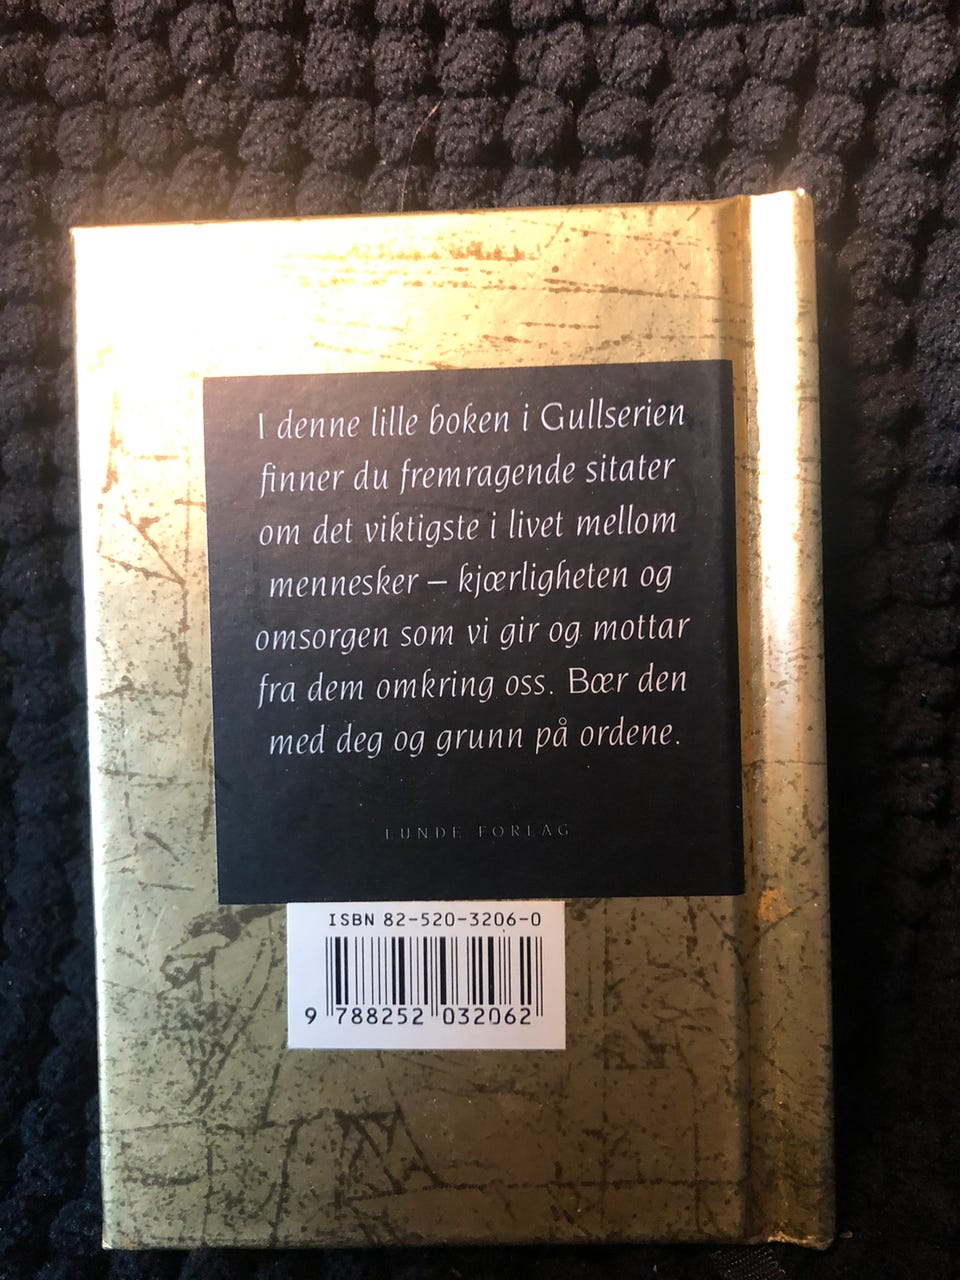 I denne lille boken i Gullserien
finner du fremragende sitater
om det viktigste i livet mellom
mennesker – kjærligheten og
omsorgen som vi gir og mottar
fra dem omkring oss. Bær den
med deg og grunn på ordene.
LUNDE FORLAG
ISBN 82-520-3206-0
9 788252 032062